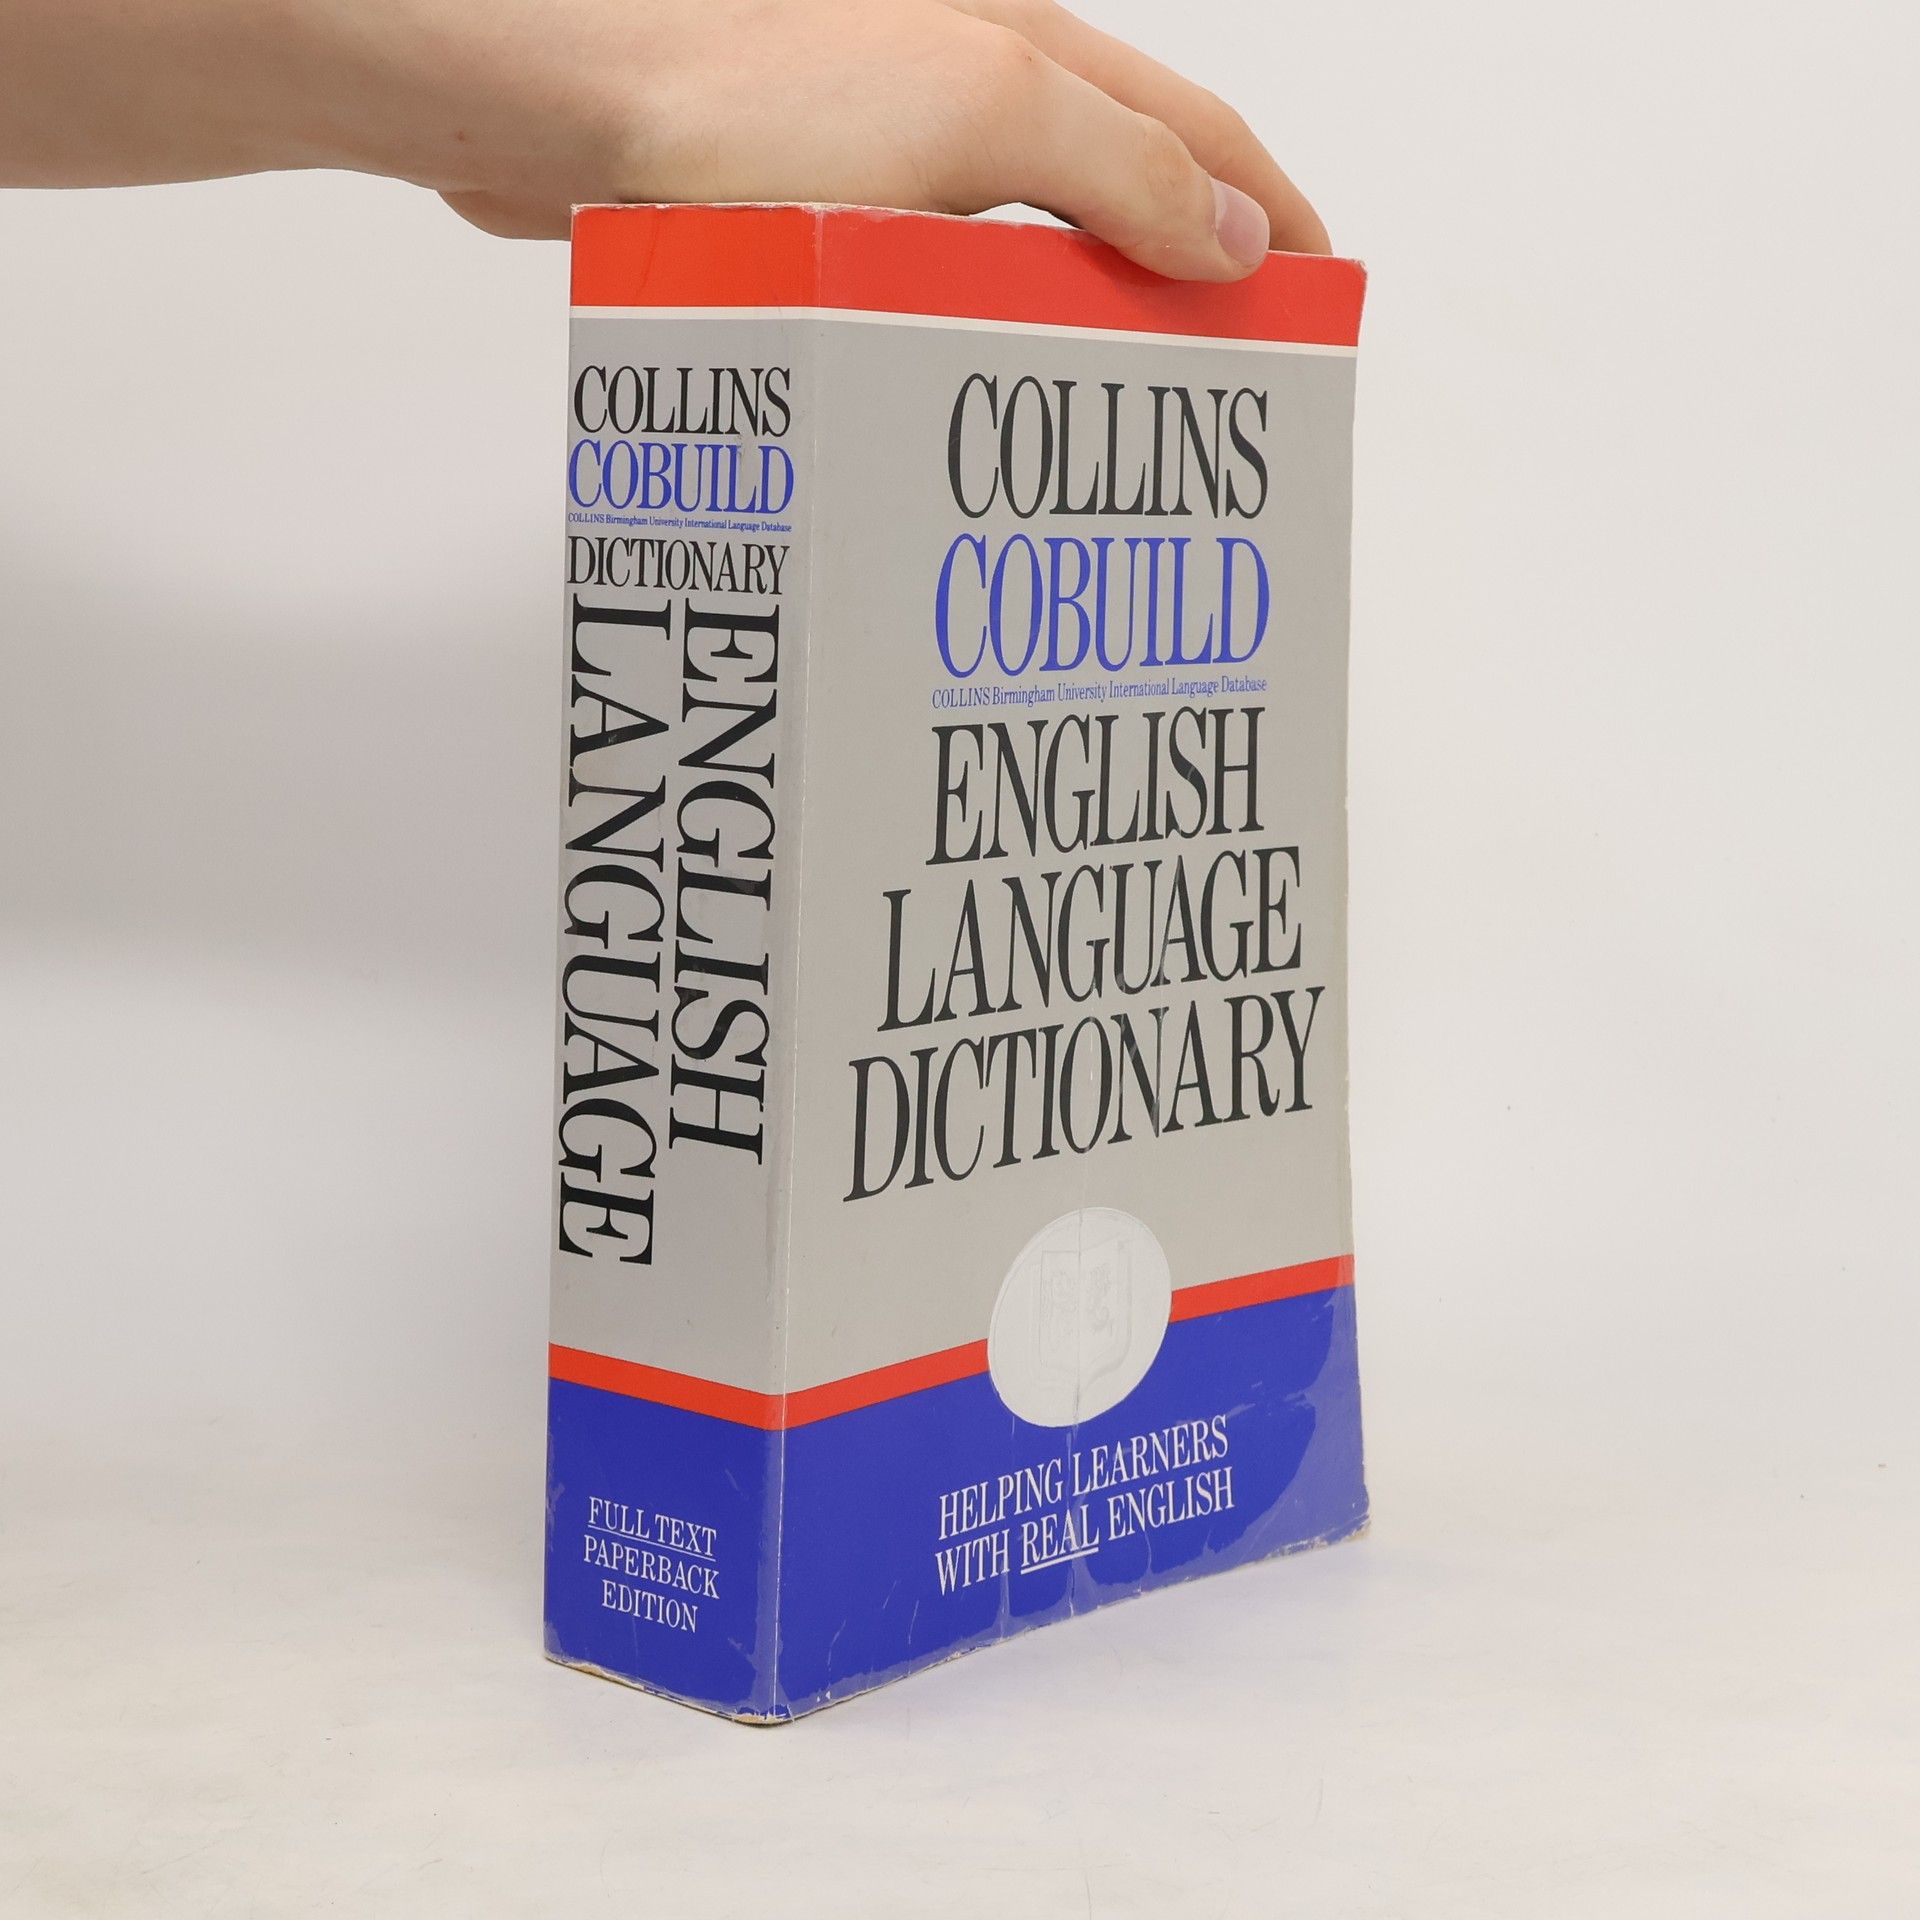 COLLINS
COBUILD
COLLINS Birmingham University International Language Database
DICTIONARY
ENGLISH
LANGUAGE
FULL TEXT
PAPERBACK
EDITION
COLLINS
COBUILD
COLLINS Birmingham University International Language Database
ENGLISH
LANGUAGE
DICTIONARY
HELPING LEARNERS
WITH REAL ENGLISH